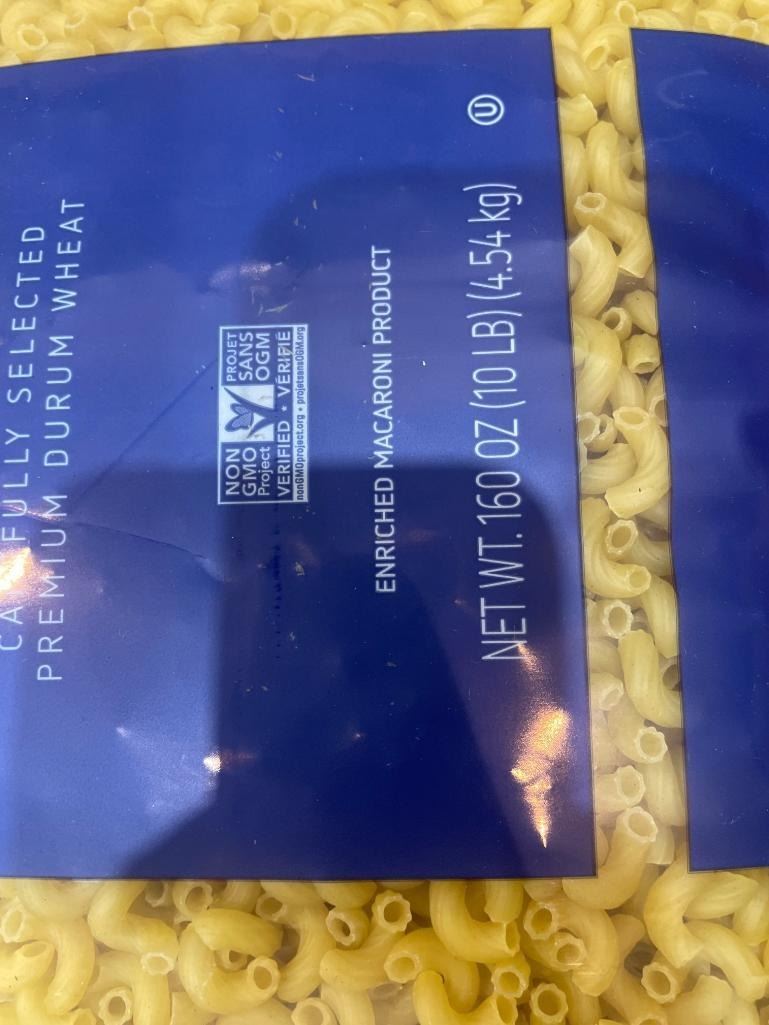 CAREFULLY SELECTED
PREMIUM DURUM WHEAT
NON
GMO
Project
PROJET
SANS
OGM
VERIFIED • VÉRIFIÉ
nonGMOproject.org • projetsansOGM.org
ENRICHED MACARONI PRODUCT
NET WT. 160 OZ (10 LB) (4.54 kg)
U